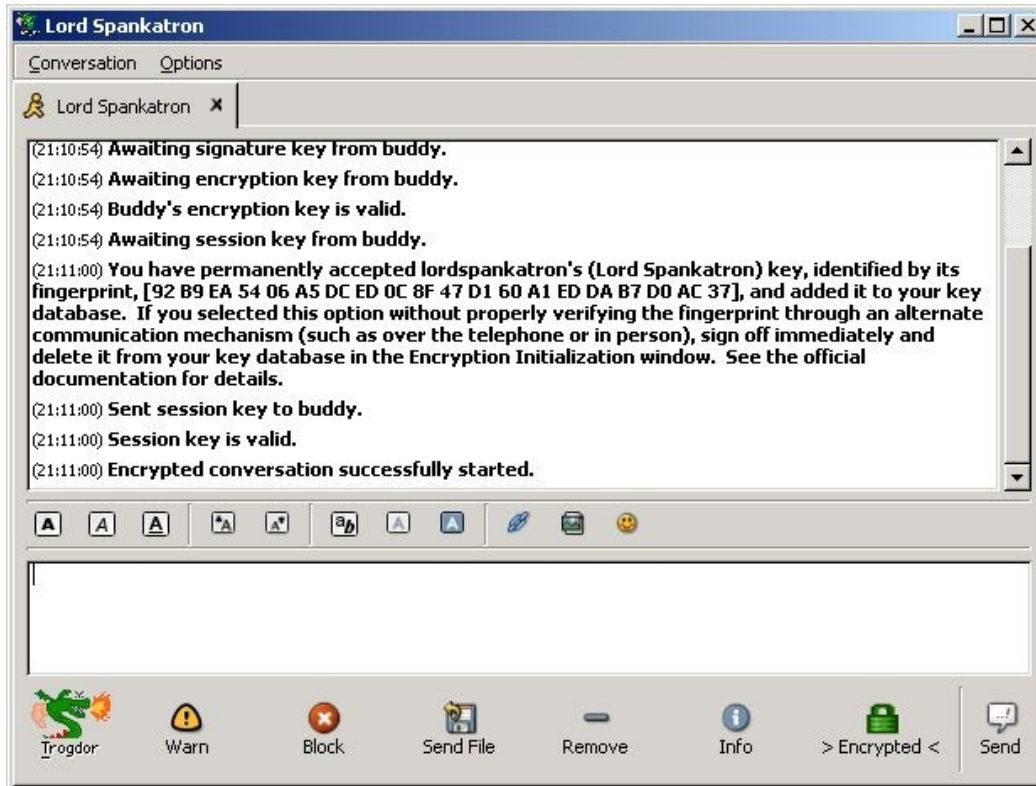 Lord Spankatron
Conversation Options
Lord Spankatron
(21:10:54) Awaiting signature key from buddy.
(21:10:54) Awaiting encryption key from buddy.
(21:10:54) Buddy's encryption key is valid.
(21:10:54) Awaiting session key from buddy.
(21:11:00) You have permanently accepted lordspankatron's (Lord Spankatron) key, identified by its
fingerprint, [92 B9 EA 54 06 A5 DC ED 0C 8F 47 D1 60 A1 ED DA B7 D0 AC 37], and added it to your key
database. If you selected this option without properly verifying the fingerprint through an alternate
communication mechanism (such as over the telephone or in person), sign off immediately and
delete it from your key database in the Encryption Initialization window. See the official
documentation for details.
(21:11:00) Sent session key to buddy.
(21:11:00) Session key is valid.
(21:11:00) Encrypted conversation successfully started.
Trogdor Warn Block Send File Remove Info > Encrypted < Send